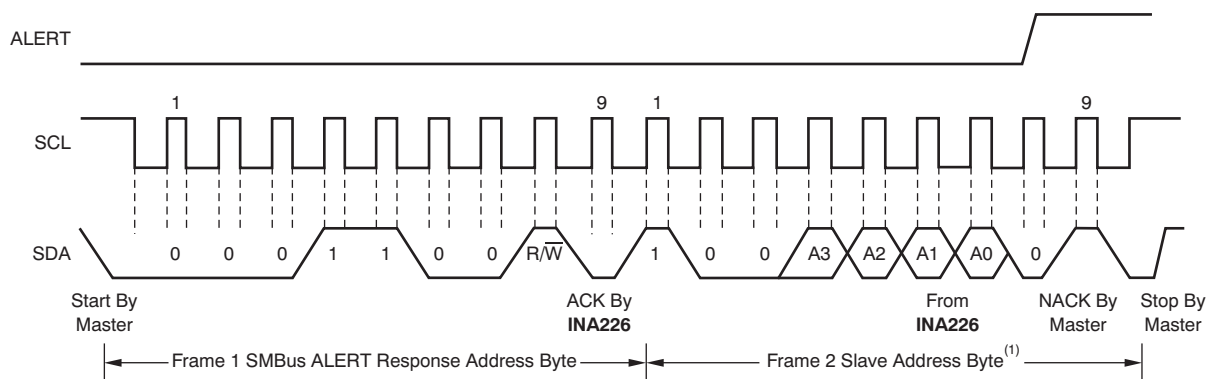 ALERT
1 9 1 9
SCL
SDA 0 0 0 1 1 0 0 R/W̅ 1 0 0 A3 A2 A1 A0 0
Start By
Master
ACK By
INA226
From
INA226
NACK By
Master
Stop By
Master
Frame 1 SMBus ALERT Response Address Byte
Frame 2 Slave Address Byte(1)